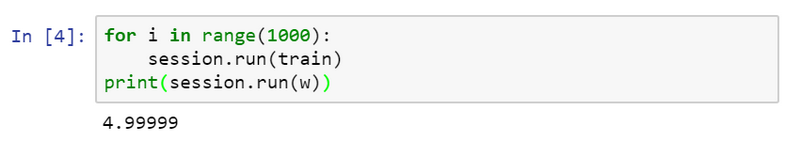 In [4]: for i in range(1000):
    session.run(train)
print(session.run(w))
4.99999